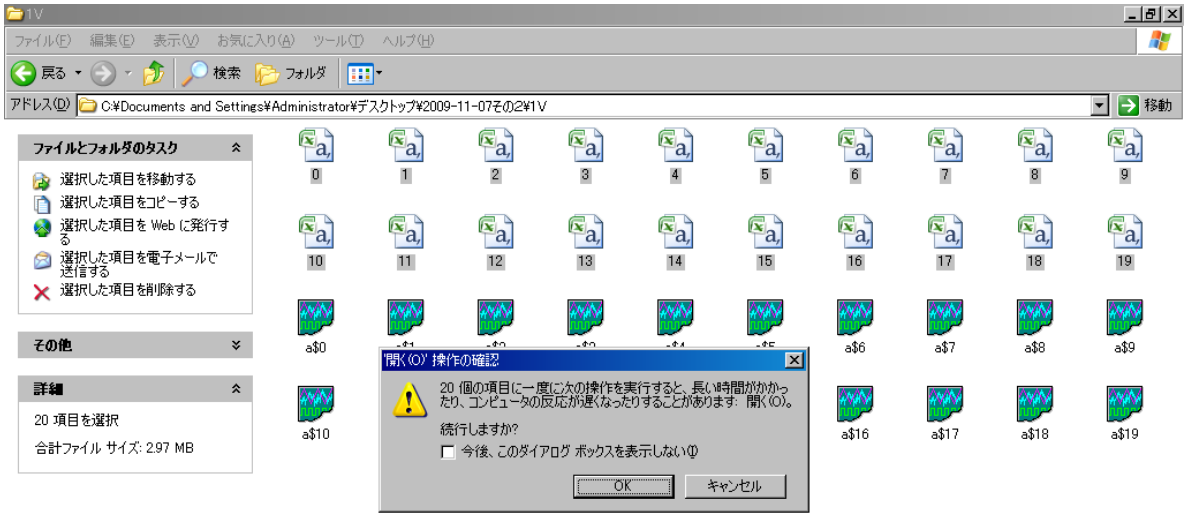 1V
ファイル(F) 編集(E) 表示(V) お気に入り(A) ツール(T) ヘルプ(H)
戻る 検索 フォルダ
アドレス(D) C:¥Documents and Settings¥Administrator¥デスクトップ¥2009-11-07その2¥1V 移動
ファイルとフォルダのタスク
選択した項目を移動する
選択した項目をコピーする
選択した項目を Web に発行す
る
選択した項目を電子メールで
送信する
選択した項目を削除する
その他
詳細
20 項目を選択
合計ファイル サイズ: 2.97 MB
0 1 2 3 4 5 6 7 8 9
10 11 12 13 14 15 16 17 18 19
a$0 a$1 a$2 a$3 a$4 a$5 a$6 a$7 a$8 a$9
a$10 a$16 a$17 a$18 a$19
'開く(O)' 操作の確認
20 個の項目に一度に次の操作を実行すると、長い時間がかかっ
たり、コンピュータの反応が遅くなったりすることがあります: 開く(O)。
続行しますか?
今後、このダイアログ ボックスを表示しない(I)
OK キャンセル